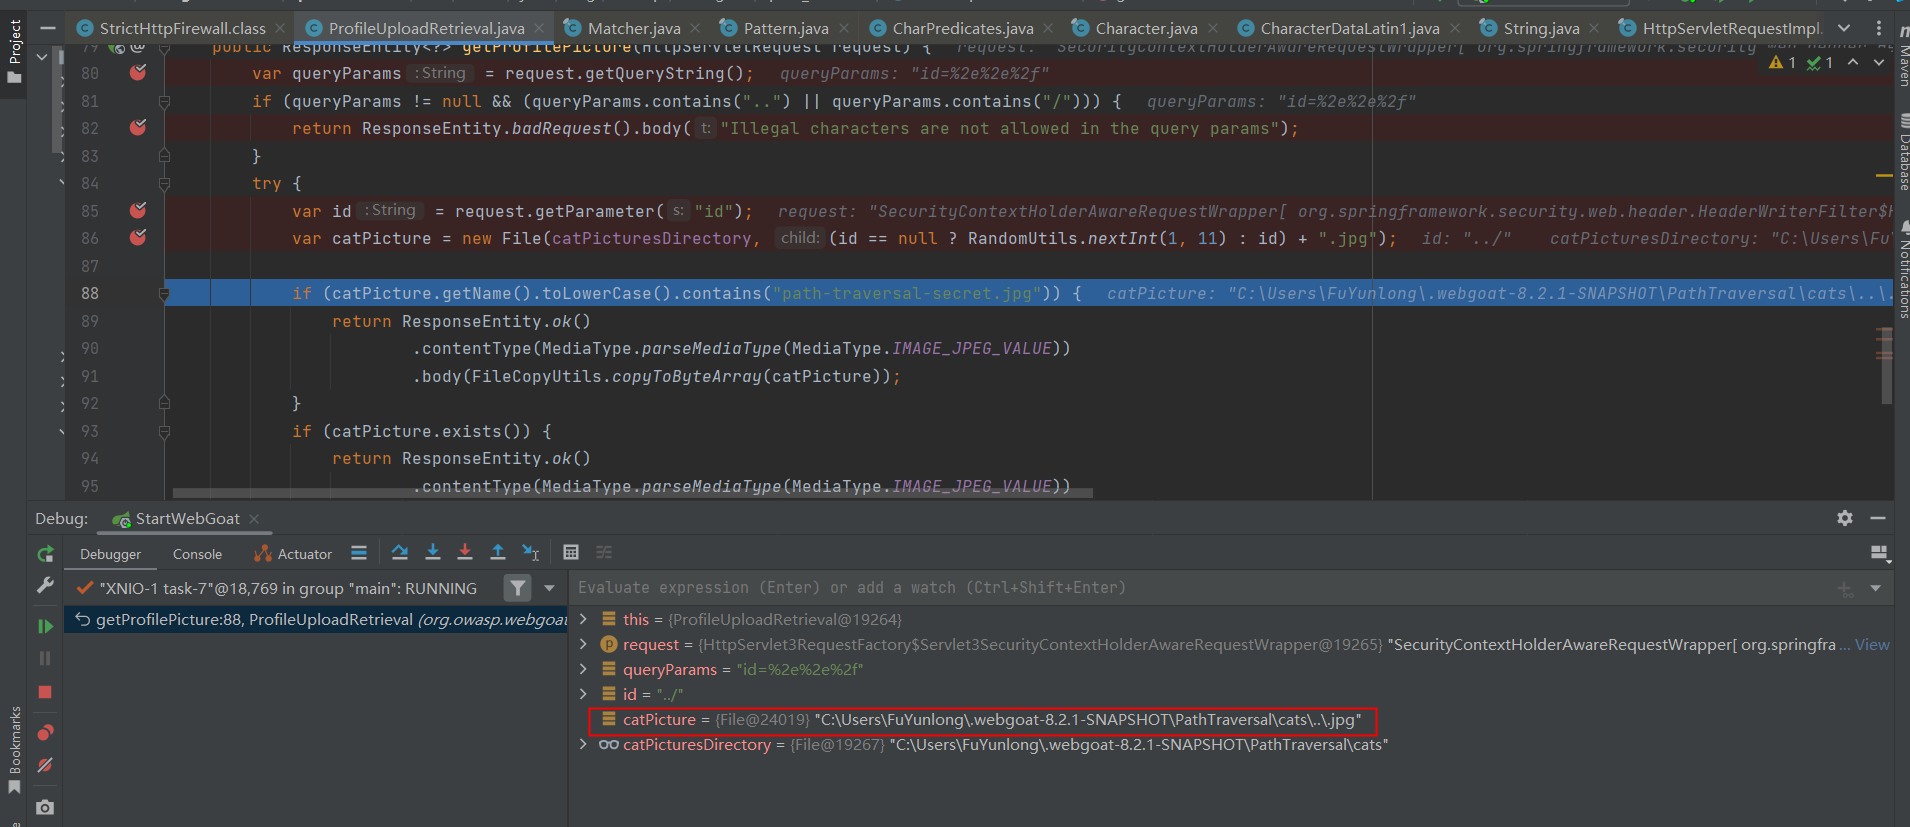 Project
StrictHttpFirewall.class
ProfileUploadRetrieval.java
Matcher.java
Pattern.java
CharPredicates.java
Character.java
CharacterDataLatin1.java
String.java
HttpServletRequestImpl.
79 public ResponseEntity<?> getProfilePicture(HttpServletRequest request) { request: "SecurityContextHolderAwareRequestWrapper[ org.springframework.security.web.header.
80 var queryParams : String = request.getQueryString(); queryParams: "id=%2e%2e%2f"
1 1
81 if (queryParams != null && (queryParams.contains("..") || queryParams.contains("/"))) { queryParams: "id=%2e%2e%2f"
82 return ResponseEntity.badRequest().body( t: "Illegal characters are not allowed in the query params");
83 }
84 try {
85 var id : String = request.getParameter( s: "id"); request: "SecurityContextHolderAwareRequestWrapper[ org.springframework.security.web.header.HeaderWriterFilter$H
86 var catPicture = new File(catPicturesDirectory, child: (id == null ? RandomUtils.nextInt(1, 11) : id) + ".jpg"); id: "../" catPicturesDirectory: "C:\Users\Fu
87
88 if (catPicture.getName().toLowerCase().contains("path-traversal-secret.jpg")) { catPicture: "C:\Users\FuYunlong\.webgoat-8.2.1-SNAPSHOT\PathTraversal\cats\..\.
89 return ResponseEntity.ok()
90 .contentType(MediaType.parseMediaType(MediaType.IMAGE_JPEG_VALUE))
91 .body(FileCopyUtils.copyToByteArray(catPicture));
92 }
93 if (catPicture.exists()) {
94 return ResponseEntity.ok()
95 .contentType(MediaType.parseMediaType(MediaType.IMAGE_JPEG_VALUE))
Maven
Database
Notifications
Debug: StartWebGoat
Debugger Console Actuator
"XNIO-1 task-7"@18,769 in group "main": RUNNING
getProfilePicture:88, ProfileUploadRetrieval (org.owasp.webgoat
Evaluate expression (Enter) or add a watch (Ctrl+Shift+Enter)
this = {ProfileUploadRetrieval@19264}
request = {HttpServlet3RequestFactory$Servlet3SecurityContextHolderAwareRequestWrapper@19265} "SecurityContextHolderAwareRequestWrapper[ org.springfra ... View
queryParams = "id=%2e%2e%2f"
id = "../"
catPicture = {File@24019} "C:\Users\FuYunlong\.webgoat-8.2.1-SNAPSHOT\PathTraversal\cats\..\.jpg"
catPicturesDirectory = {File@19267} "C:\Users\FuYunlong\.webgoat-8.2.1-SNAPSHOT\PathTraversal\cats"
Bookmarks